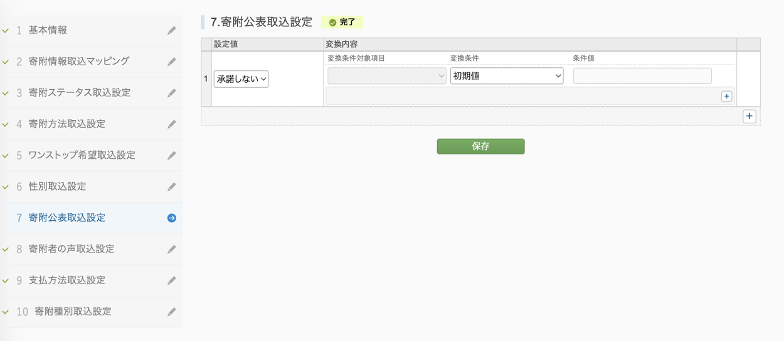 1 基本情報
2 寄附情報取込マッピング
3 寄附ステータス取込設定
4 寄附方法取込設定
5 ワンストップ希望取込設定
6 性別取込設定
7 寄附公表取込設定
8 寄附者の声取込設定
9 支払方法取込設定
10 寄附種別取込設定
7.寄附公表取込設定 完了
設定値 変換内容
変換条件対象項目 変換条件 条件値
1 承諾しない 初期値
保存